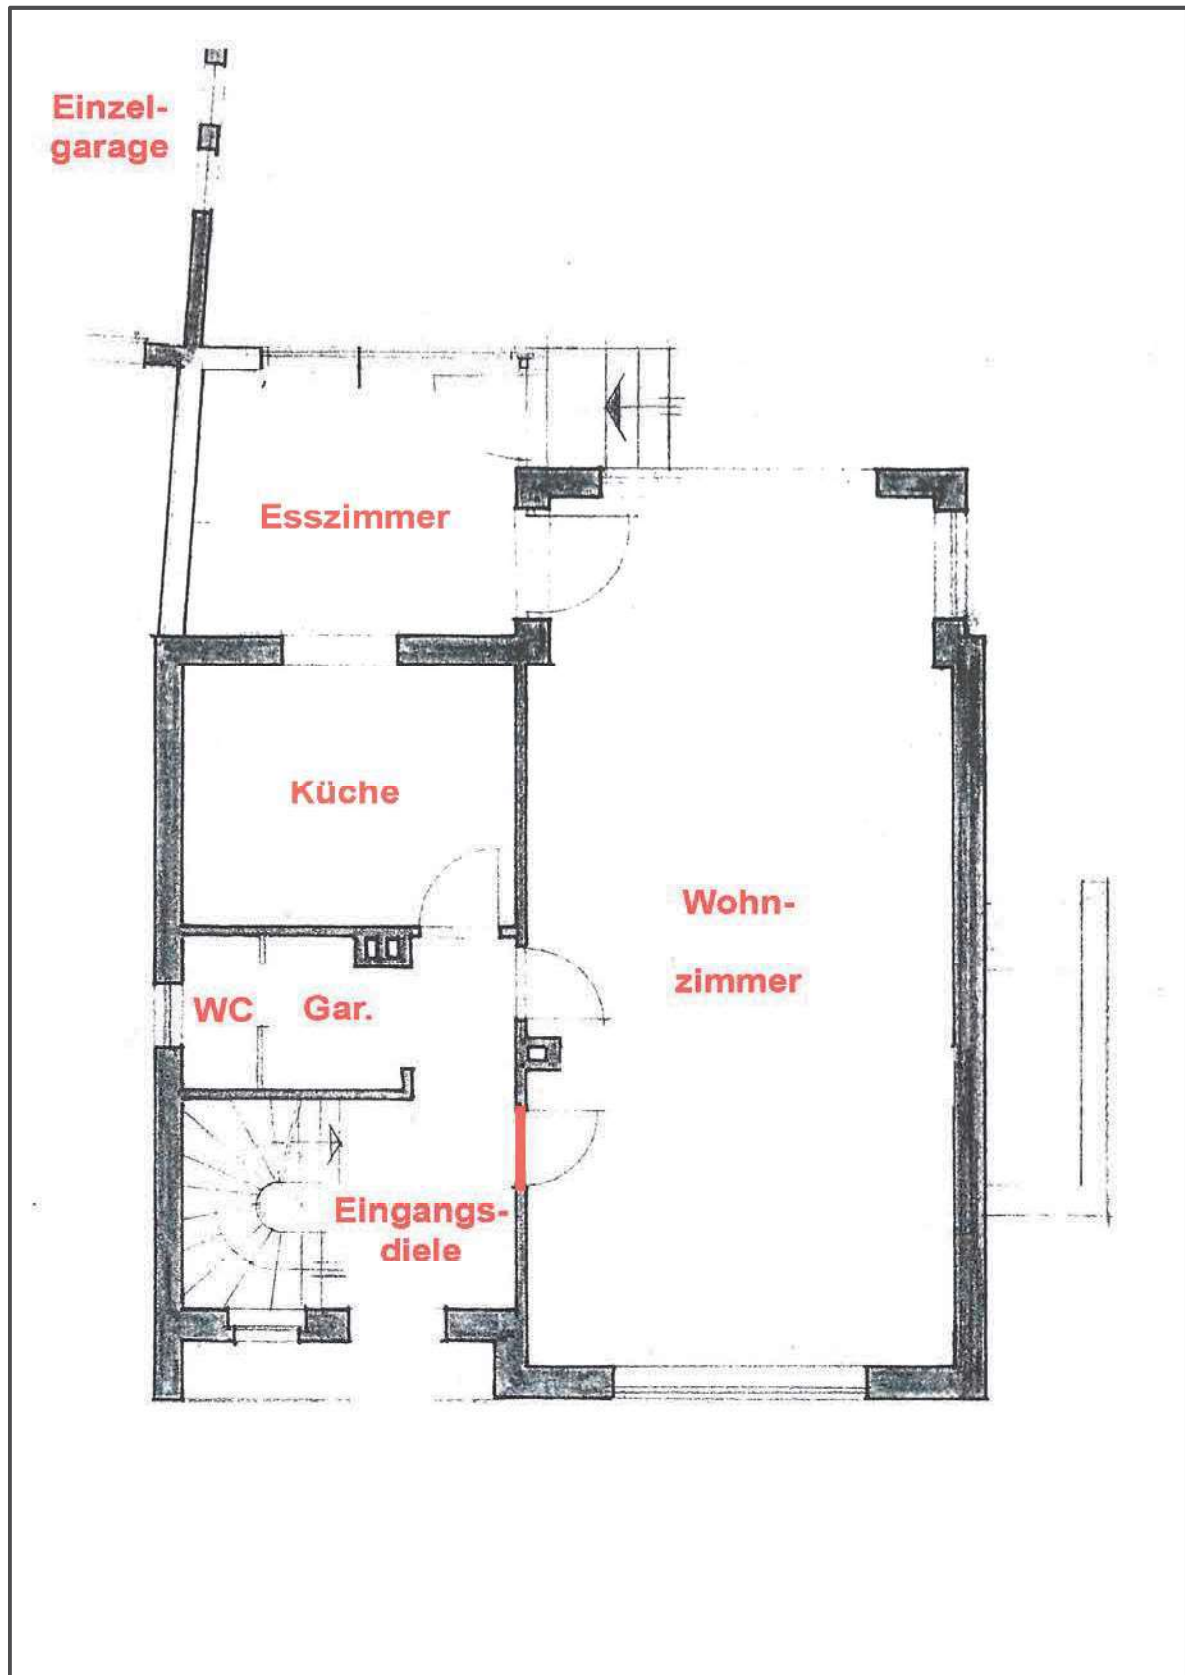 Einzel-
garage
Esszimmer
Küche
Wohn-
zimmer
WC Gar.
Eingangs-
diele